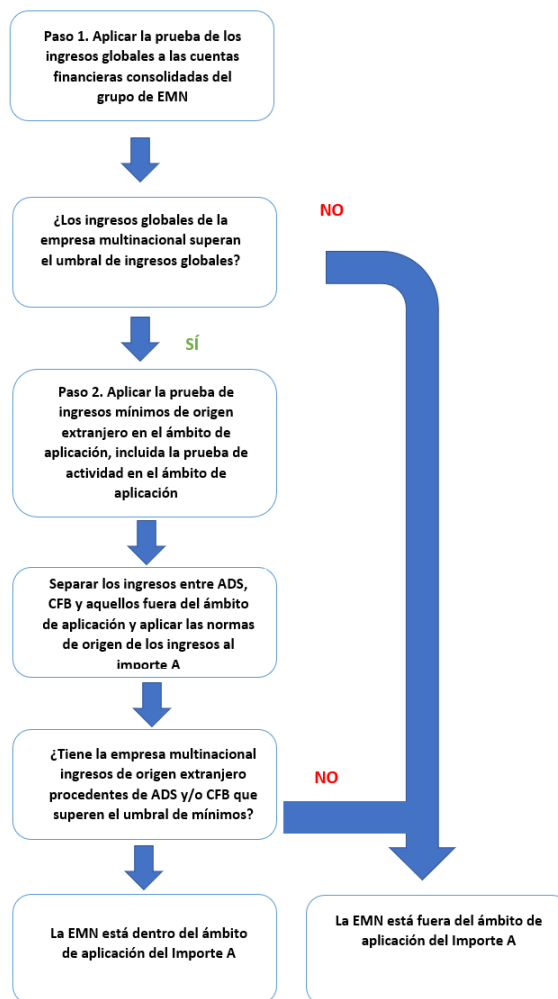 Paso 1. Aplicar la prueba de los
ingresos globales a las cuentas
financieras consolidadas del
grupo de EMN
¿Los ingresos globales de la
empresa multinacional superan
el umbral de ingresos globales?
NO
SÍ
Paso 2. Aplicar la prueba de
ingresos mínimos de origen
extranjero en el ámbito de
aplicación, incluida la prueba de
actividad en el ámbito de
aplicación
Separar los ingresos entre ADS,
CFB y aquellos fuera del ámbito
de aplicación y aplicar las normas
de origen de los ingresos al
importe A
¿Tiene la empresa multinacional
ingresos de origen extranjero
procedentes de ADS y/o CFB que
superen el umbral de mínimos?
NO
La EMN está dentro del ámbito
de aplicación del Importe A
La EMN está fuera del ámbito de
aplicación del Importe A